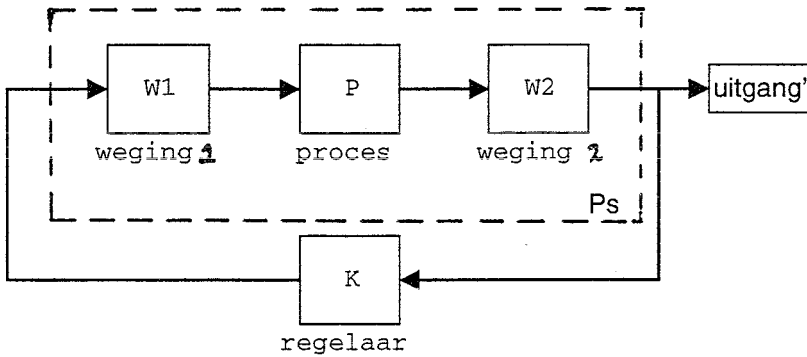 W1
P
W2
uitgang'
weging 1
proces
weging 2
Ps
K
regelaar